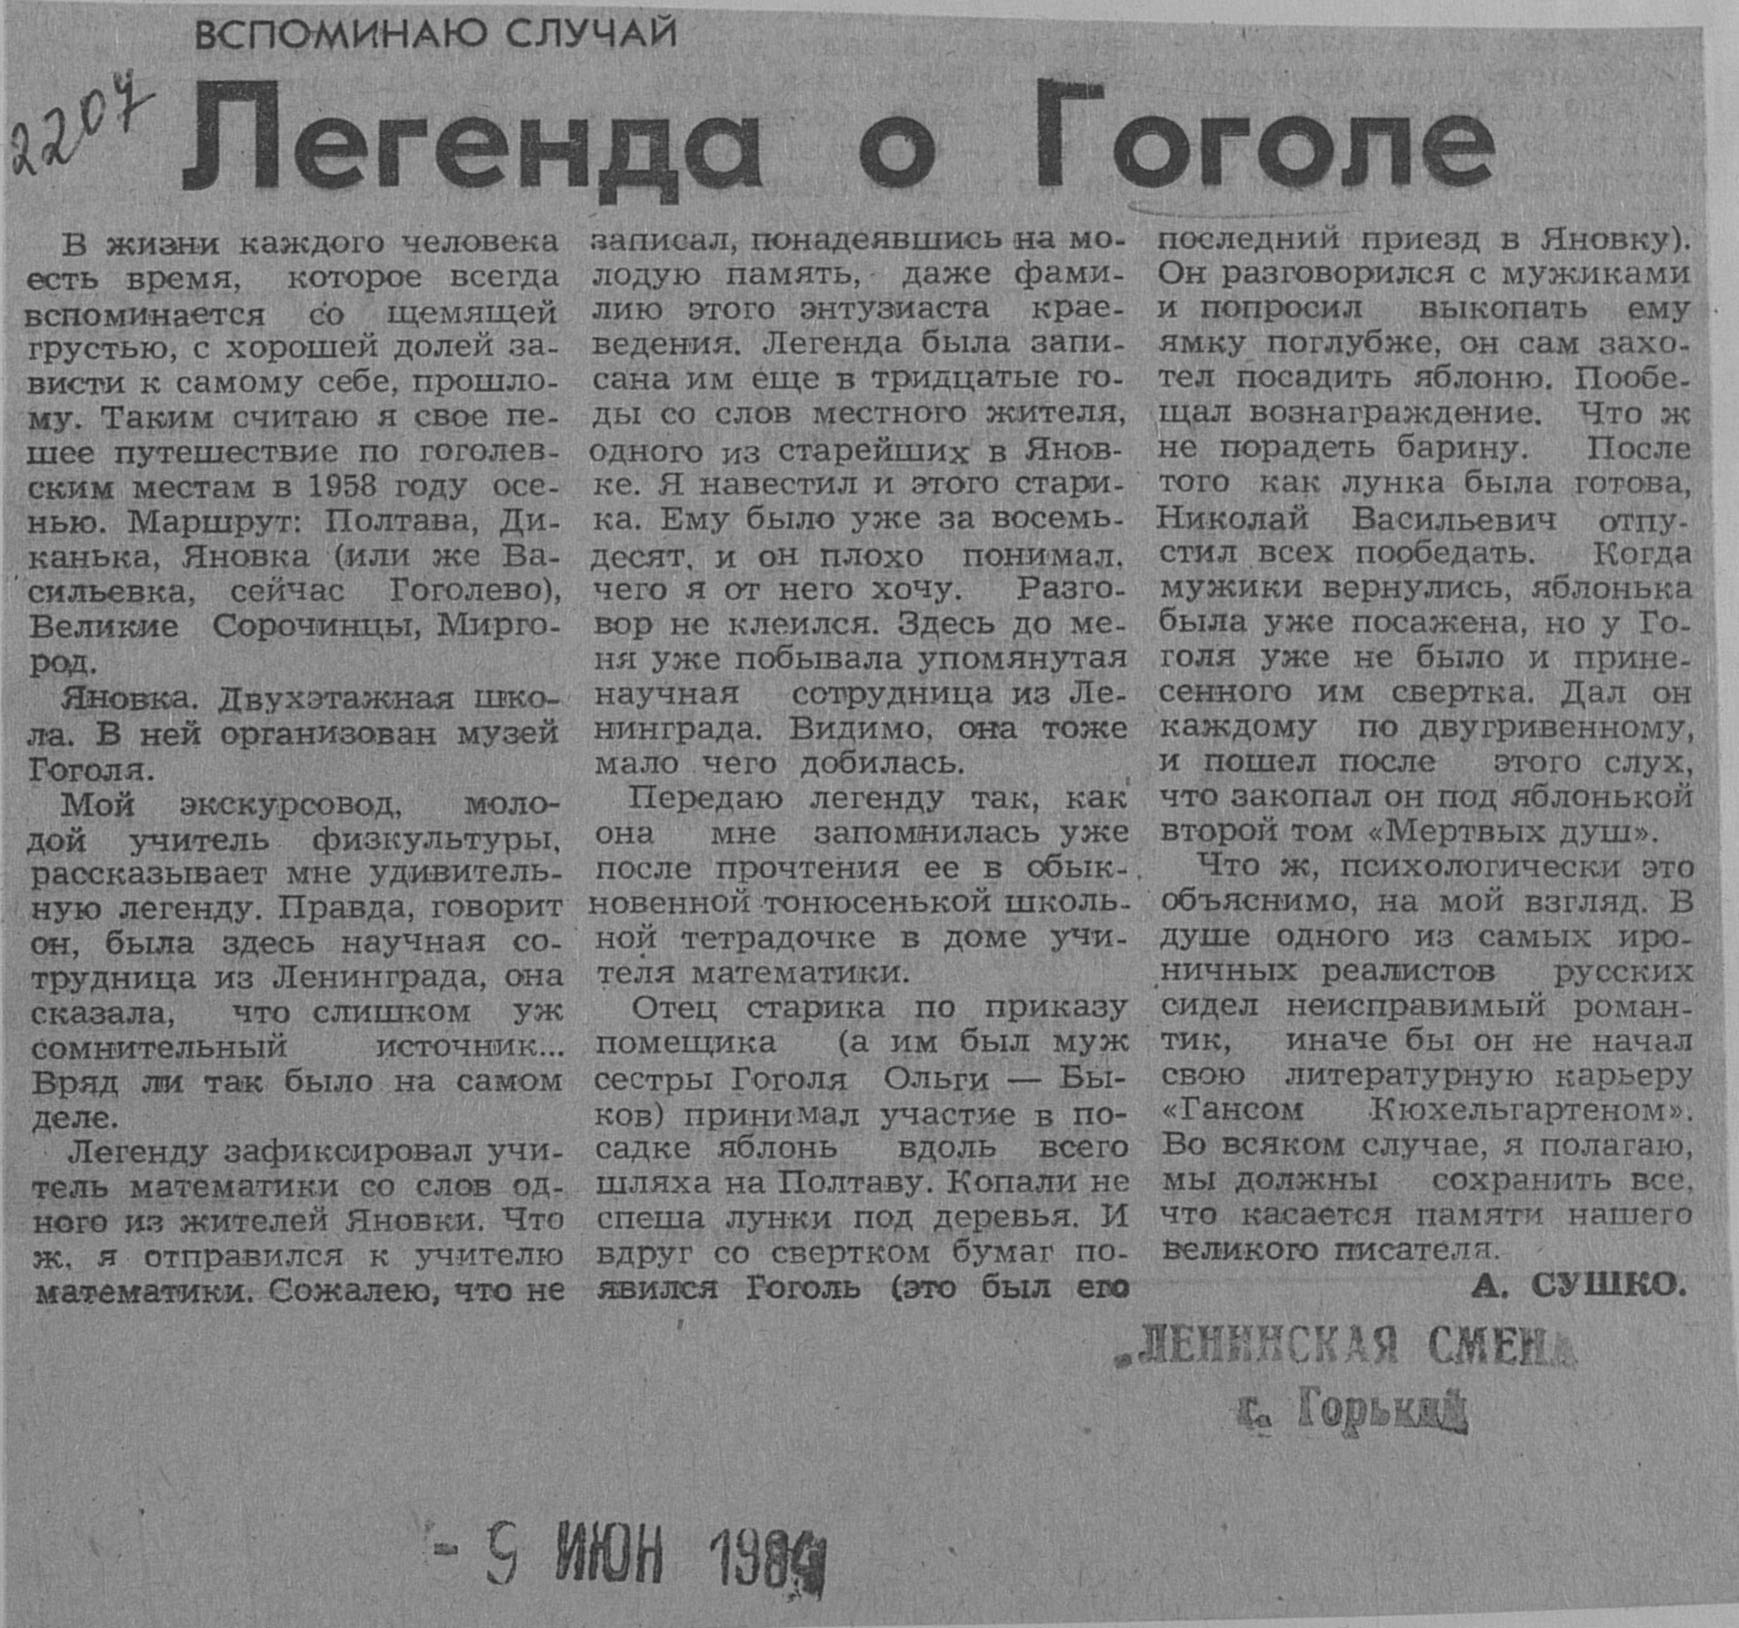 ВСПОМИНАЮ СЛУЧАЙ
2207
Легенда о Гоголе
В жизни каждого человека
есть время, которое всегда
вспоминается со щемящей
грустью, с хорошей долей за-
висти к самому себе, прошло-
му. Таким считаю я свое пе-
шее путешествие по гоголев-
ским местам в 1958 году осе-
нью. Маршрут: Полтава, Ди-
канька, Яновка (или же Ва-
сильевка, сейчас Гоголево),
Великие Сорочинцы, Мирго-
род.
Яновка. Двухэтажная шко-
ла. В ней организован музей
Гоголя.
Мой экскурсовод, моло-
дой учитель физкультуры,
рассказывает мне удивитель-
ную легенду. Правда, говорит
он, была здесь научная со-
трудница из Ленинграда, она
сказала, что слишком уж
сомнительный источник...
Вряд ли так было на самом
деле.
Легенду зафиксировал учи-
тель математики со слов од-
ного из жителей Яновки. Что
ж, я отправился к учителю
математики. Сожалею, что не
записал, понадеявшись на мо-
лодую память, даже фами-
лию этого энтузиаста крае-
ведения. Легенда была запи-
сана им еще в тридцатые го-
ды со слов местного жителя,
одного из старейших в Янов-
ке. Я навестил и этого стари-
ка. Ему было уже за восемь-
десят, и он плохо понимал,
чего я от него хочу. Разго-
вор не клеился. Здесь до ме-
ня уже побывала упомянутая
научная сотрудница из Ле-
нинграда. Видимо, она тоже
мало чего добилась.
Передаю легенду так, как
она мне запомнилась уже
после прочтения ее в обык-
новенной тонюсенькой школь-
ной тетрадочке в доме учи-
теля математики.
Отец старика по приказу
помещика (а им был муж
сестры Гоголя Ольги — Бы-
ков) принимал участие в по-
садке яблонь вдоль всего
шляха на Полтаву. Копали не
спеша лунки под деревья. И
вдруг со свертком бумаг по-
явился Гоголь (это был его
последний приезд в Яновку).
Он разговорился с мужиками
и попросил выкопать ему
ямку поглубже, он сам захо-
тел посадить яблоню. Пообе-
щал вознаграждение. Что ж
не порадеть барину. После
того как лунка была готова,
Николай Васильевич отпу-
стил всех пообедать. Когда
мужики вернулись, яблонька
была уже посажена, но у Го-
голя уже не было и прине-
сенного им свертка. Дал он
каждому по двугривенному,
и пошел после этого слух,
что закопал он под яблонькой
второй том «Мертвых душ».
Что ж, психологически это
объяснимо, на мой взгляд. В
душе одного из самых иро-
ничных реалистов русских
сидел неисправимый роман-
тик, иначе бы он не начал
свою литературную карьеру
«Гансом Кюхельгартеном».
Во всяком случае, я полагаю,
мы должны сохранить все,
что касается памяти нашего
великого писателя.
А. СУШКО.
ЛЕНИНСКАЯ СМЕНА
г. Горький
- 9 ИЮН 1984